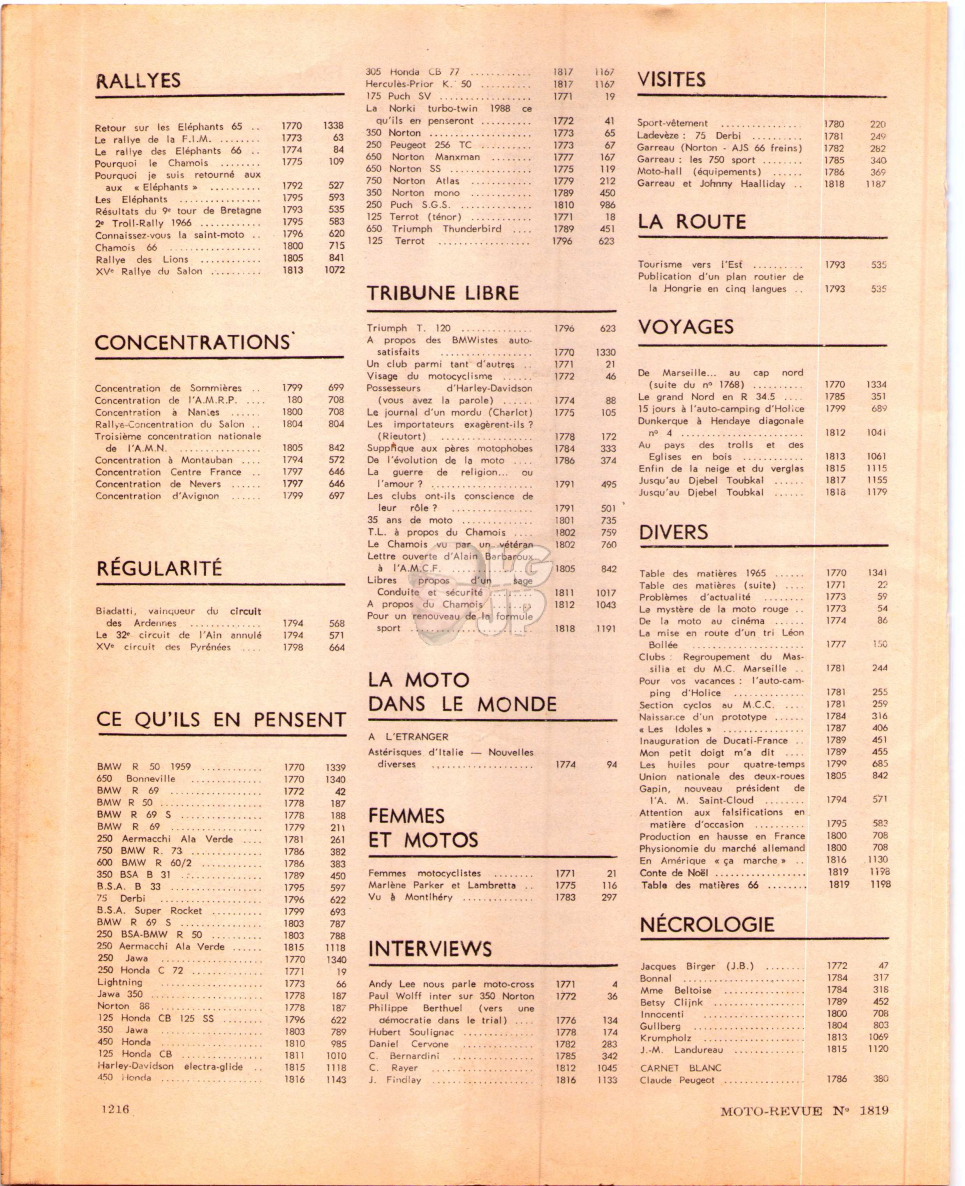 RALLYES
Retour sur les Eléphants 65 .. 1770 1338
Le rallye de la F.I.M. ........ 1773 63
Le rallye des Eléphants 66 .. 1774 84
Pourquoi le Chamois ........ 1775 109
Pourquoi je suis retourné aux
aux « Eléphants » .......... 1792 527
Les Eléphants .............. 1795 593
Résultats du 9e tour de Bretagne 1793 535
2e Troll-Rally 1966 ............ 1795 583
Connaissez-vous la saint-moto .. 1796 620
Chamois 66 .................. 1800 715
Rallye des Lions ............ 1805 841
XVe Rallye du Salon .......... 1813 1072
CONCENTRATIONS
Concentration de Sommières .. 1799 699
Concentration de l'A.M.R.P. .... 180 708
Concentration à Nantes ...... 1800 708
Rallye-Concentration du Salon .. 1804 804
Troisième concentration nationale
de l'A.M.N. ................ 1805 842
Concentration à Montauban .... 1794 572
Concentration Centre France .. 1797 646
Concentration de Nevers ...... 1797 646
Concentration d'Avignon ...... 1799 697
RÉGULARITÉ
Biadatti, vainqueur du circuit
des Ardennes .............. 1794 568
Le 32e circuit de l'Ain annulé 1794 571
XVe circuit des Pyrénées .... 1798 664
CE QU'ILS EN PENSENT
BMW R 50 1959 ............ 1770 1339
650 Bonneville .............. 1770 1340
BMW R 69 .................. 1772 42
BMW R 50 .................. 1778 187
BMW R 69 S ................ 1778 188
BMW R 69 .................. 1779 211
250 Aermacchi Ala Verde .... 1781 261
750 BMW R. 73 .............. 1786 382
600 BMW R 60/2 ............ 1786 383
350 BSA B 31 ................ 1789 450
B.S.A. B 33 .................. 1795 597
75 Derbi .................... 1796 622
B.S.A. Super Rocket .......... 1799 693
BMW R 69 S ................ 1803 787
250 BSA-BMW R 50 .......... 1803 788
250 Aermacchi Ala Verde ...... 1815 1118
250 Jawa .................... 1770 1340
250 Honda C 72 .............. 1771 19
Lightning .................... 1773 66
Jawa 350 .................... 1778 187
Norton 88 .................... 1778 187
125 Honda CB 125 SS ........ 1796 622
350 Jawa .................... 1803 789
450 Honda .................... 1810 985
125 Honda CB ................ 1811 1010
Harley-Davidson electra-glide .. 1815 1118
450 Honda .................... 1816 1143
305 Honda CB 77 ............ 1817 1167
Hercules-Prior K. 50 .......... 1817 1167
175 Puch SV .................. 1771 19
La Norki turbo-twin 1988 ce
qu'ils en penseront .......... 1772 41
350 Norton .................... 1773 65
250 Peugeot 256 TC .......... 1773 67
650 Norton Manxman ........ 1777 167
650 Norton SS .............. 1775 119
750 Norton Atlas ............ 1779 212
350 Norton mono ............ 1789 450
250 Puch S.G.S. .............. 1810 986
125 Terrot (ténor) ............ 1771 18
650 Triumph Thunderbird .... 1789 451
125 Terrot .................. 1796 623
TRIBUNE LIBRE
Triumph T. 120 .............. 1796 623
A propos des BMWistes auto-
satisfaits .................. 1770 1330
Un club parmi tant d'autres .. 1771 21
Visage du motocyclisme ...... 1772 46
Possesseurs d'Harley-Davidson
(vous avez la parole) ...... 1774 88
Le journal d'un mordu (Charlot) 1775 105
Les importateurs exagèrent-ils ?
(Rieutort) .................. 1778 172
Supplique aux pères motophobes 1784 333
De l'évolution de la moto .... 1786 374
La guerre de religion... ou
l'amour ? .................. 1791 495
Les clubs ont-ils conscience de
leur rôle ? ................ 1791 501
35 ans de moto .............. 1801 735
T.L. à propos du Chamois .... 1802 759
Le Chamois vu par un vétéran 1802 760
Lettre ouverte d'Alain Barbaroux
à l'A.M.C.F. ................ 1805 842
Libres propos d'un sage
Conduite et sécurité ........ 1811 1017
A propos du Chamois ........ 1812 1043
Pour un renouveau de la formule
sport ...................... 1818 1191
LA MOTO
DANS LE MONDE
A L'ETRANGER
Astérisques d'Italie — Nouvelles
diverses .................. 1774 94
FEMMES
ET MOTOS
Femmes motocyclistes ........ 1771 21
Marlène Parker et Lambretta .. 1775 116
Vu à Montlhéry .............. 1783 297
INTERVIEWS
Andy Lee nous parle moto-cross 1771 4
Paul Wolff inter sur 350 Norton 1772 36
Philippe Berthuel (vers une
démocratie dans le trial) .... 1776 134
Hubert Soulignac .............. 1778 174
Daniel Cervone .............. 1782 283
C. Bernardini ................ 1785 342
C. Rayer .................... 1812 1045
J. Findlay .................... 1816 1133
VISITES
Sport-vêtement ................ 1780 220
Ladevèze : 75 Derbi .......... 1781 249
Garreau (Norton - AJS 66 freins) 1782 282
Garreau : les 750 sport ........ 1785 340
Moto-hall (équipements) ...... 1786 369
Garreau et Johnny Haalliday .. 1818 1187
LA ROUTE
Tourisme vers l'Est .......... 1793 535
Publication d'un plan routier de
la Hongrie en cinq langues .. 1793 535
VOYAGES
De Marseille... au cap nord
(suite du n° 1768) .......... 1770 1334
Le grand Nord en R 34.5 .... 1785 351
15 jours à l'auto-camping d'Holice 1799 689
Dunkerque à Hendaye diagonale
n° 4 ...................... 1812 1041
Au pays des trolls et des
Eglises en bois ............ 1813 1061
Enfin de la neige et du verglas 1815 1115
Jusqu'au Djebel Toubkal ...... 1817 1155
Jusqu'au Djebel Toubkal ...... 1818 1179
DIVERS
Table des matières 1965 ...... 1770 1341
Table des matières (suite) .... 1771 22
Problèmes d'actualité ........ 1773 59
Le mystère de la moto rouge .. 1773 54
De la moto au cinéma ........ 1774 86
La mise en route d'un tri Léon
Bollée .................... 1777 150
Clubs : Regroupement du Mas-
silia et du M.C. Marseille .. 1781 244
Pour vos vacances : l'auto-cam-
ping d'Holice .............. 1781 255
Section cyclos au M.C.C. .... 1781 259
Naissance d'un prototype ...... 1784 316
« Les Idoles » ................ 1787 406
Inauguration de Ducati-France .. 1789 451
Mon petit doigt m'a dit ...... 1789 455
Les huiles pour quatre-temps 1799 685
Union nationale des deux-roues 1805 842
Gapin, nouveau président de
l'A. M. Saint-Cloud ........ 1794 571
Attention aux falsifications en
matière d'occasion .......... 1795 583
Production en hausse en France 1800 708
Physionomie du marché allemand 1800 708
En Amérique « ça marche » .. 1816 1130
Conte de Noël ................ 1819 1198
Table des matières 66 ........ 1819 1198
NÉCROLOGIE
Jacques Birger (J.B.) ........ 1772 47
Bonnal ...................... 1784 317
Mme Beltoise ................ 1784 318
Betsy Clijnk .................. 1789 452
Innocenti .................... 1800 708
Gullberg .................... 1804 803
Krumpholz .................. 1813 1069
J.-M. Landureau .............. 1815 1120
CARNET BLANC
Claude Peugeot ................ 1786 380
1216
MOTO-REVUE N° 1819